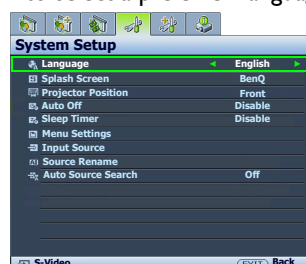 System Setup
Language English
Splash Screen BenQ
Projector Position Front
Auto Off Disable
Sleep Timer Disable
Menu Settings
Input Source
Source Rename
Auto Source Search Off
S-Video EXIT Back